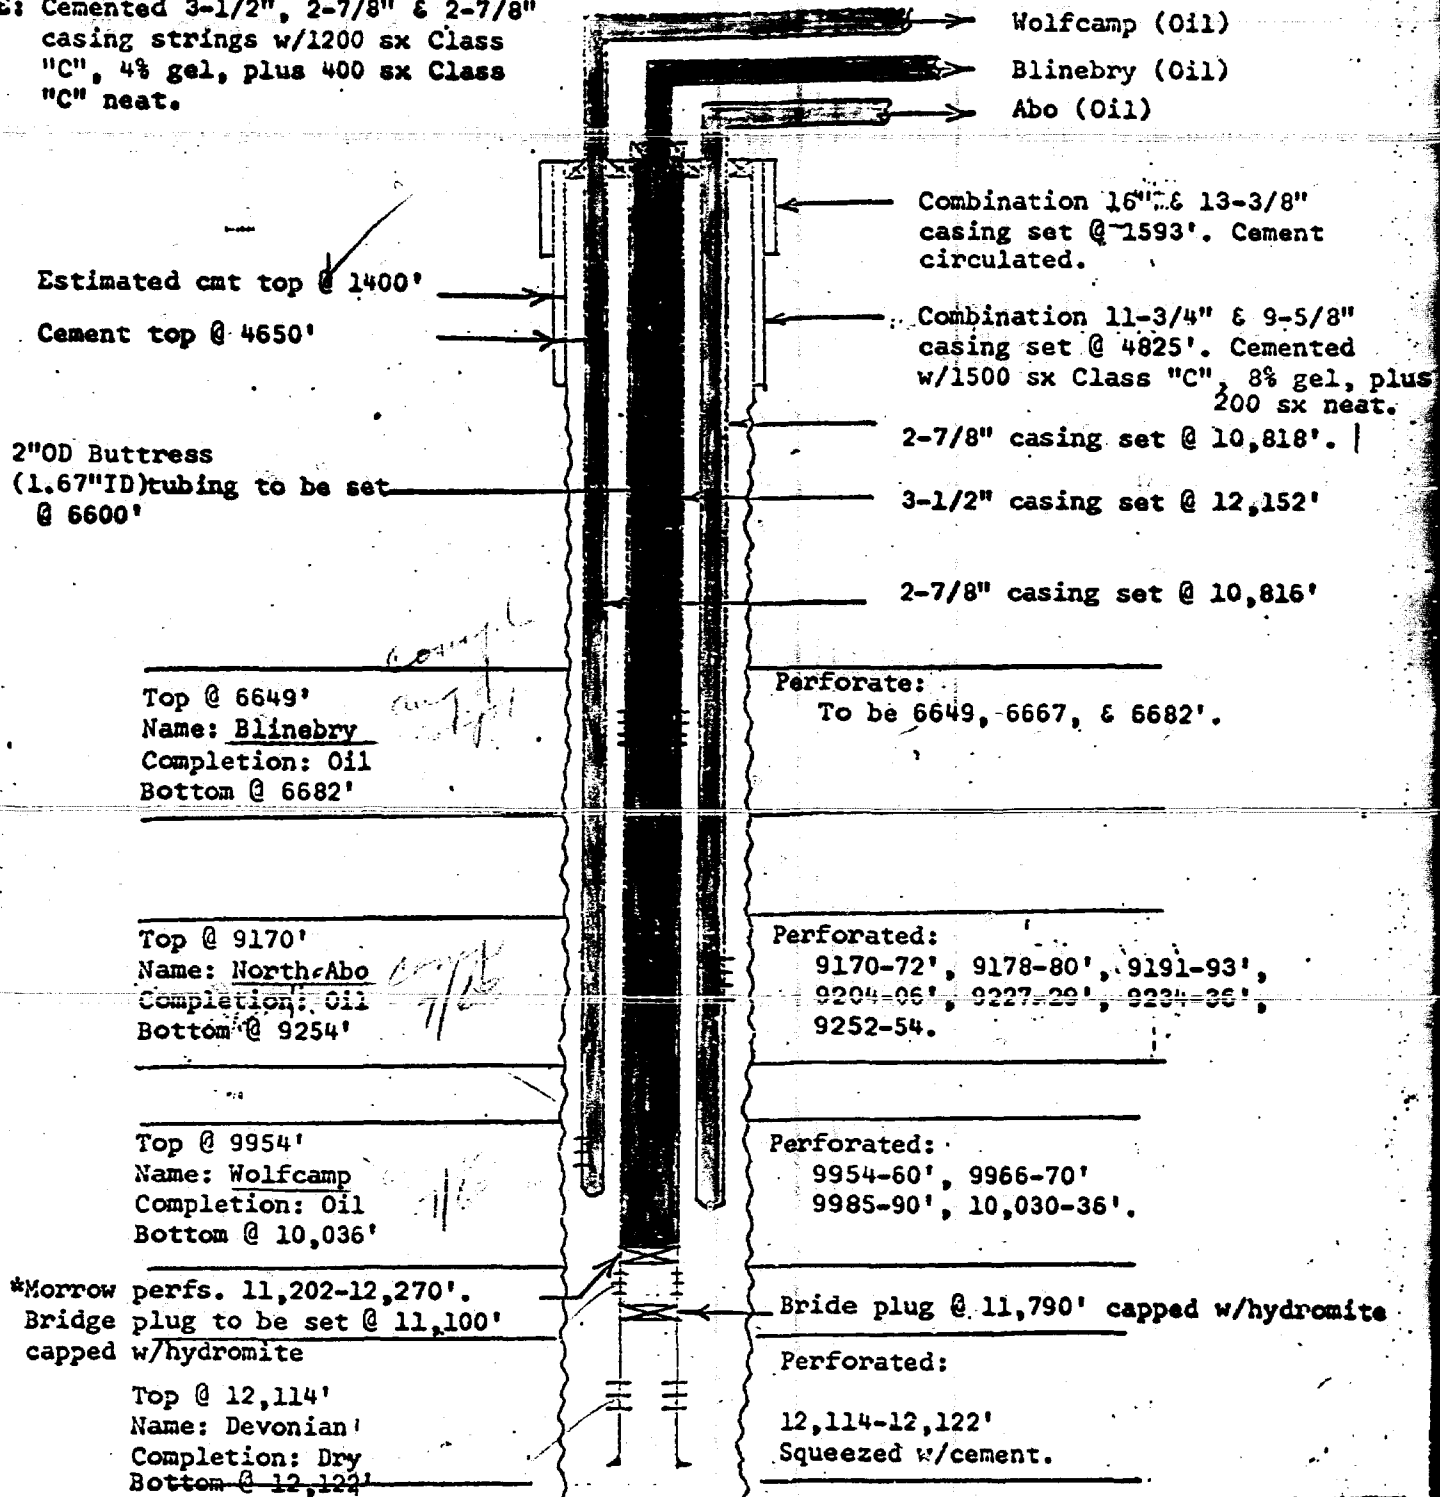 : Cemented 3-1/2", 2-7/8" & 2-7/8"
casing strings w/1200 sx Class
"C", 4% gel, plus 400 sx Class
"C" neat.
Wolfcamp (Oil)
Blinebry (Oil)
Abo (Oil)
Combination 16" & 13-3/8"
casing set @ 1593'. Cement
circulated.
Estimated cmt top @ 1400'
Cement top @ 4650'
Combination 11-3/4" & 9-5/8"
casing set @ 4825'. Cemented
w/1500 sx Class "C", 8% gel, plus
200 sx neat.
2-7/8" casing set @ 10,818'.
2"OD Buttress
(1.67"ID)tubing to be set
@ 6600'
3-1/2" casing set @ 12,152'
2-7/8" casing set @ 10,816'
compl
Top @ 6649'
Name: Blinebry
Completion: Oil
Bottom @ 6682'
Perforate:
To be 6649, 6667, & 6682'.
Top @ 9170'
Name: North Abo
Completion: Oil
Bottom @ 9254'
compl
Perforated:
9170-72', 9178-80', 9191-93',
9204-06', 9227-29', 9234-36',
9252-54.
Top @ 9954'
Name: Wolfcamp
Completion: Oil
Bottom @ 10,036'
Perforated:
9954-60', 9966-70'
9985-90', 10,030-36'.
*Morrow perfs. 11,202-12,270'.
Bridge plug to be set @ 11,100'
capped w/hydromite
Bride plug @ 11,790' capped w/hydromite
Top @ 12,114'
Name: Devonian
Completion: Dry
Bottom @ 12,122'
Perforated:
12,114-12,122'
Squeezed w/cement.